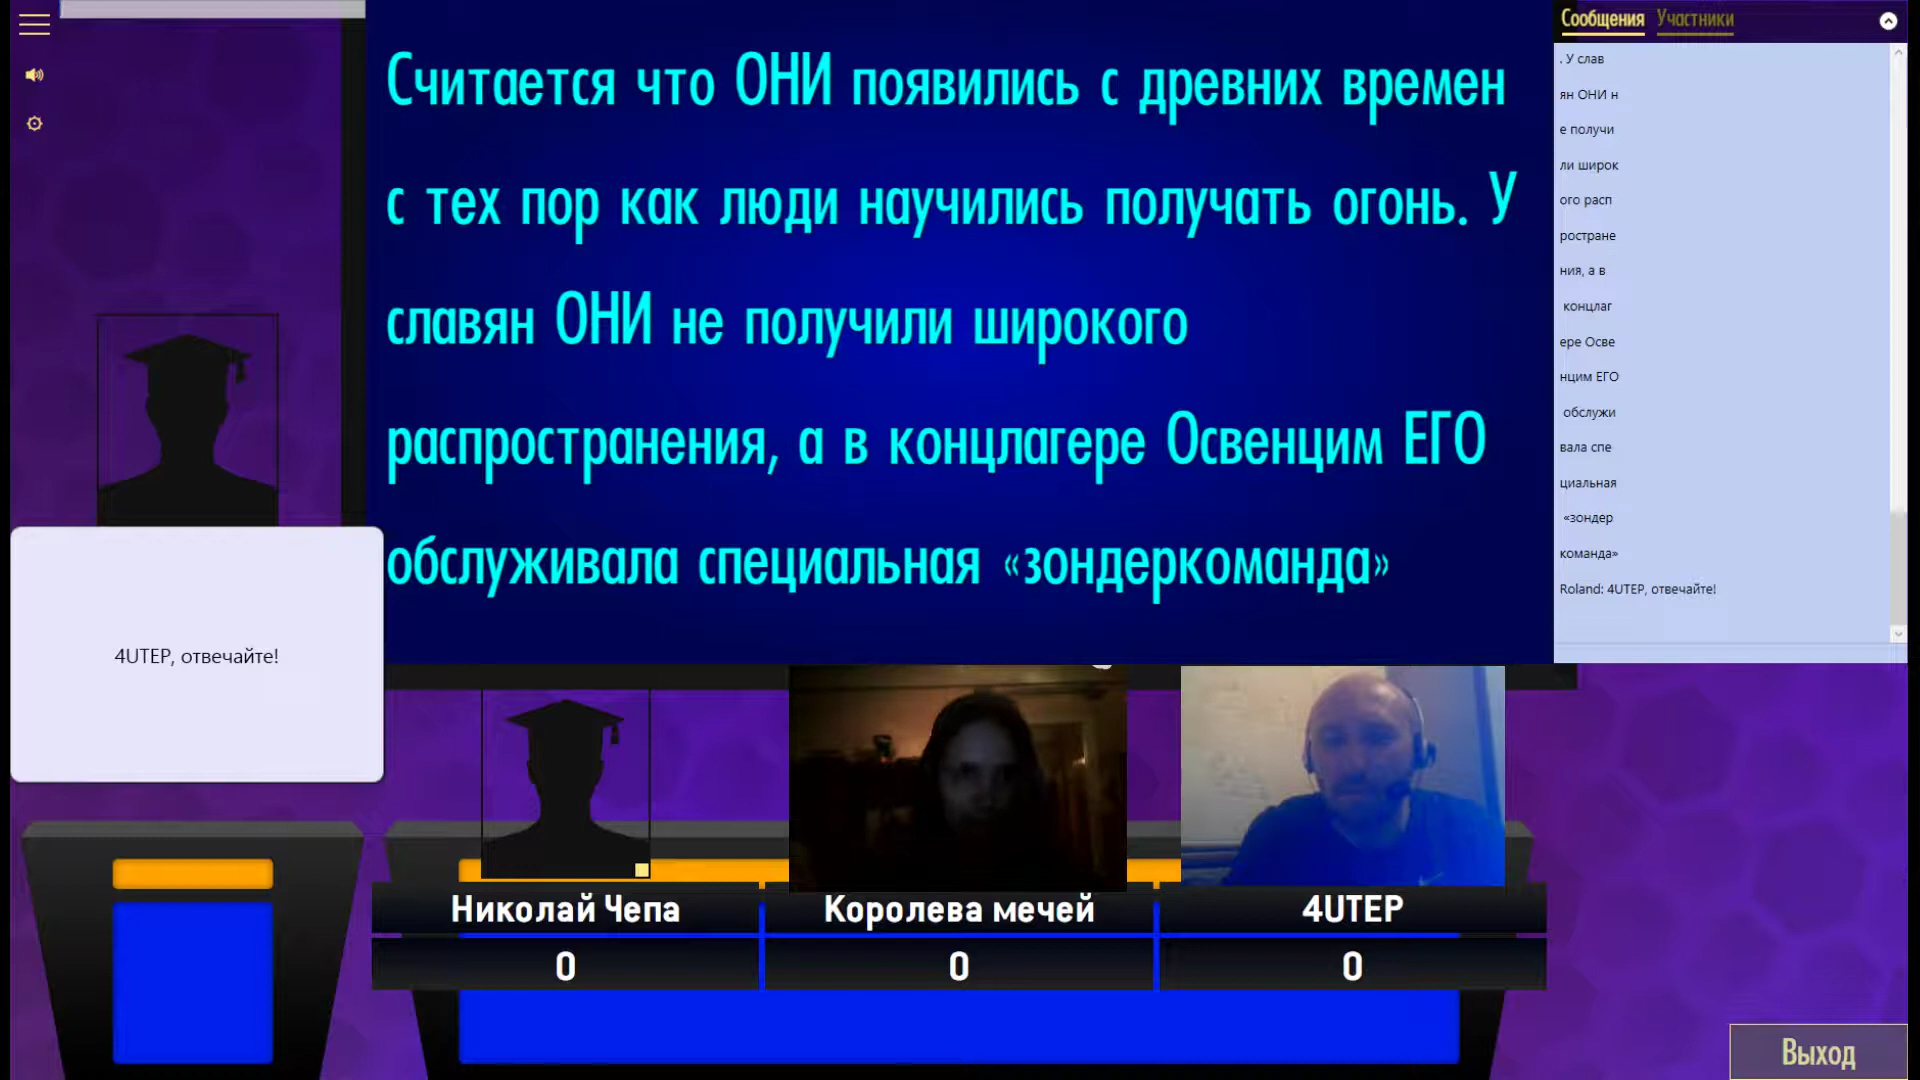 Считается что ОНИ появились с древних времен
с тех пор как люди научились получать огонь. У
славян ОНИ не получили широкого
распространения, а в концлагере Освенцим ЕГО
обслуживала специальная «зондеркоманда»
Сообщения Участники
. У слав
ян ОНИ н
е получи
ли широк
ого расп
ростране
ния, а в
концлаг
ере Осве
нцим ЕГО
обслужи
вала спе
циальная
«зондер
команда»
Roland: 4UTEP, отвечайте!
4UTEP, отвечайте!
Николай Чепа
Королева мечей
4UTEP
0
0
0
Выход